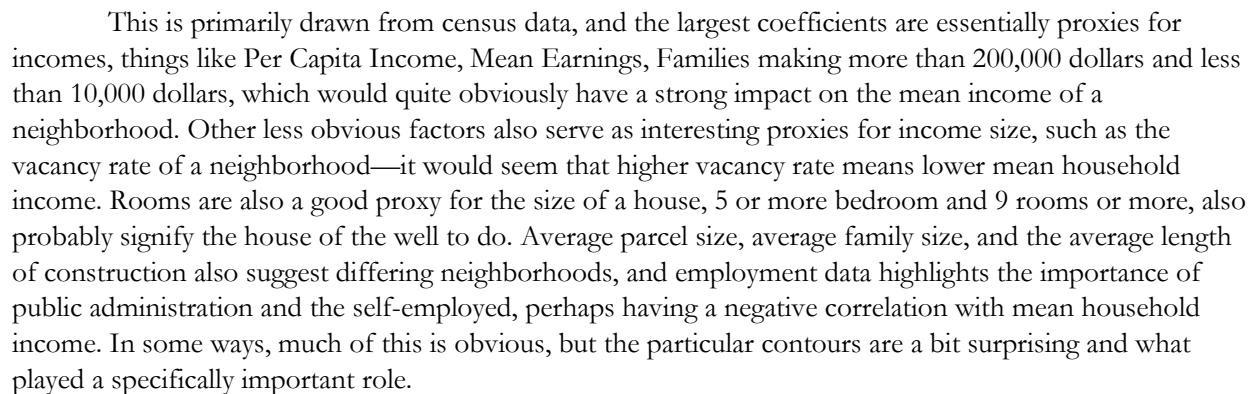 This is primarily drawn from census data, and the largest coefficients are essentially proxies for
incomes, things like Per Capita Income, Mean Earnings, Families making more than 200,000 dollars and less
than 10,000 dollars, which would quite obviously have a strong impact on the mean income of a
neighborhood. Other less obvious factors also serve as interesting proxies for income size, such as the
vacancy rate of a neighborhood—it would seem that higher vacancy rate means lower mean household
income. Rooms are also a good proxy for the size of a house, 5 or more bedroom and 9 rooms or more, also
probably signify the house of the well to do. Average parcel size, average family size, and the average length
of construction also suggest differing neighborhoods, and employment data highlights the importance of
public administration and the self-employed, perhaps having a negative correlation with mean household
income. In some ways, much of this is obvious, but the particular contours are a bit surprising and what
played a specifically important role.